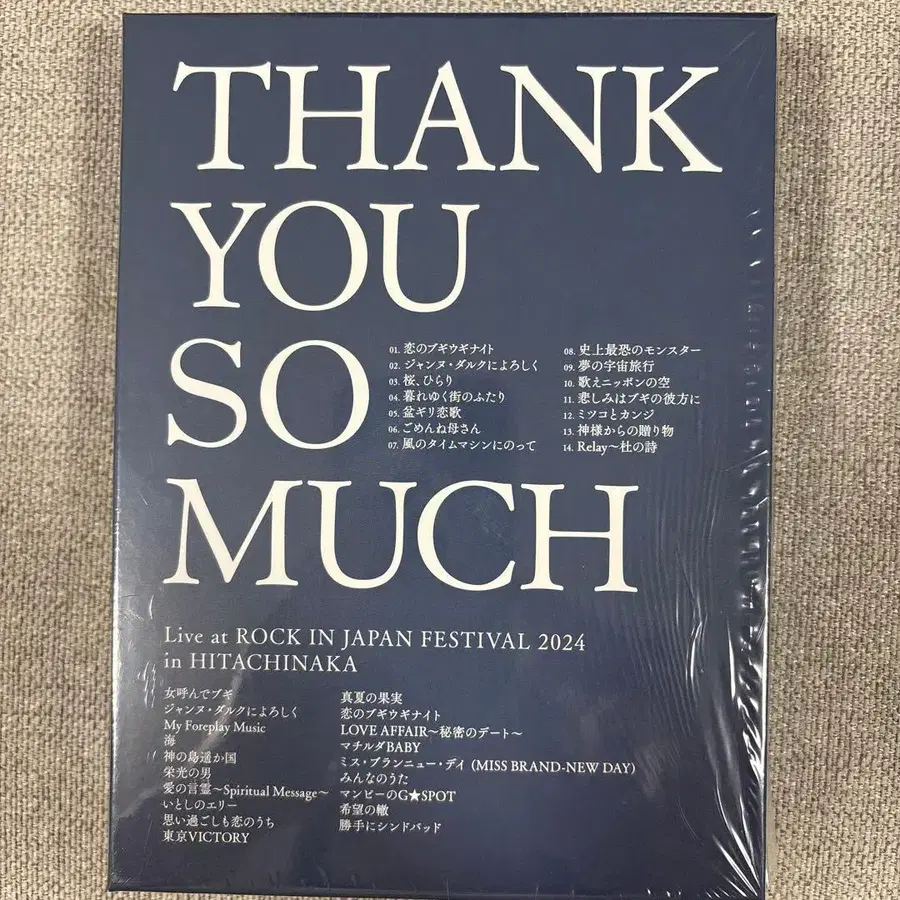 THANK
YOU
SO
MUCH
01. 恋のブギウギナイト
02. ジャンヌ・ダルクによろしく
03. 桜、ひらり
04. 暮れゆく街のふたり
05. 盆ギリ恋歌
06. ごめんね母さん
07. 風のタイムマシンにのって
08. 史上最恐のモンスター
09. 夢の宇宙旅行
10. 歌えニッポンの空
11. 悲しみはブギの彼方に
12. ミツコとカンジ
13. 神様からの贈り物
14. Relay〜杜の詩
Live at ROCK IN JAPAN FESTIVAL 2024
in HITACHINAKA
女呼んでブギ
ジャンヌ・ダルクによろしく
My Foreplay Music
海
神の島遥か国
栄光の男
愛の言霊〜Spiritual Message〜
いとしのエリー
思い過ごしも恋のうち
東京VICTORY
真夏の果実
恋のブギウギナイト
LOVE AFFAIR〜秘密のデート〜
マチルダBABY
ミス・ブランニュー・デイ (MISS BRAND-NEW DAY)
みんなのうた
マンピーのG★SPOT
希望の轍
勝手にシンドバッド